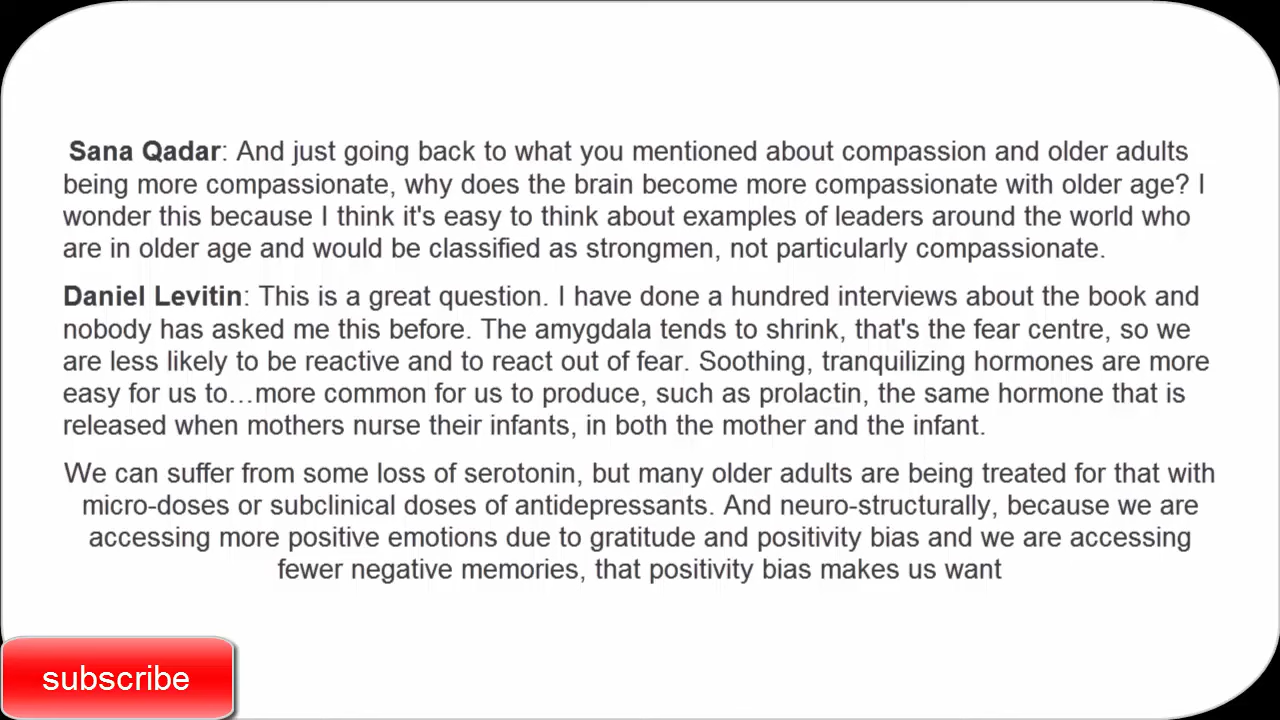 Sana Qadar: And just going back to what you mentioned about compassion and older adults
being more compassionate, why does the brain become more compassionate with older age? I
wonder this because I think it's easy to think about examples of leaders around the world who
are in older age and would be classified as strongmen, not particularly compassionate.
Daniel Levitin: This is a great question. I have done a hundred interviews about the book and
nobody has asked me this before. The amygdala tends to shrink, that's the fear centre, so we
are less likely to be reactive and to react out of fear. Soothing, tranquilizing hormones are more
easy for us to…more common for us to produce, such as prolactin, the same hormone that is
released when mothers nurse their infants, in both the mother and the infant.
We can suffer from some loss of serotonin, but many older adults are being treated for that with
micro-doses or subclinical doses of antidepressants. And neuro-structurally, because we are
accessing more positive emotions due to gratitude and positivity bias and we are accessing
fewer negative memories, that positivity bias makes us want
subscribe